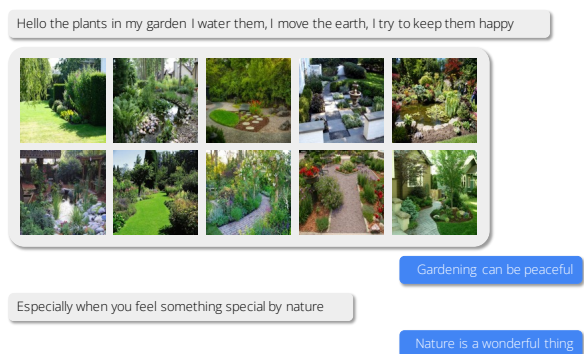 Hello the plants in my garden I water them, I move the earth, I try to keep them happy
Gardening can be peaceful
Especially when you feel something special by nature
Nature is a wonderful thing